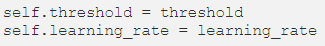 self.threshold = threshold
self.learning_rate = learning_rate